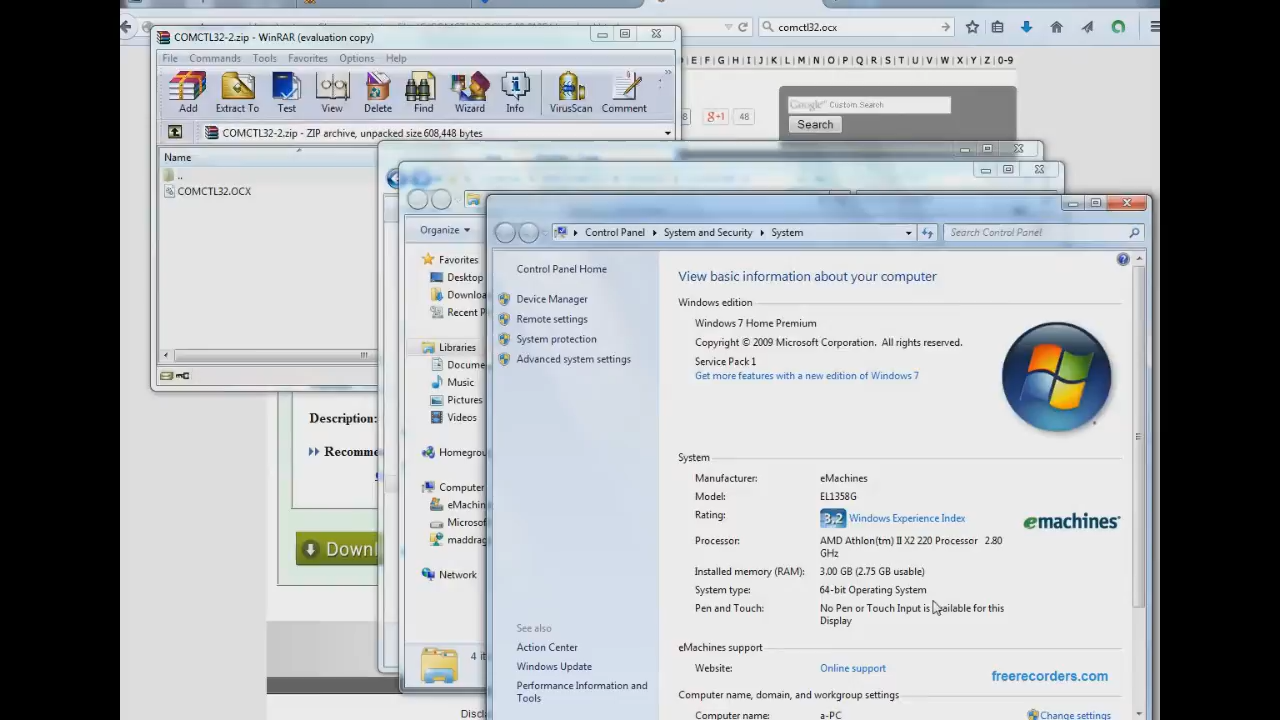 comctl32.ocx
COMCTL32-2.zip - WinRAR (evaluation copy)
File Commands Tools Favorites Options Help
E | F | G | H | I | J | K | L | M | N | O | P | Q | R | S | T | U | V | W | X | Y | Z | 0-9
Add Extract To Test View Delete Find Wizard Info VirusScan Comment
g+1 48
Google™ Custom Search
Search
COMCTL32-2.zip - ZIP archive, unpacked size 608,448 bytes
Name
..
COMCTL32.OCX
Organize
Favorites
Desktop
Downloa
Recent P
Libraries
Docume
Music
Pictures
Videos
Homegrou
Computer
eMachin
Microsof
maddrag
Network
4 it
Description:
Recomme
Downl
Discla
Control Panel System and Security System
Search Control Panel
Control Panel Home
Device Manager
Remote settings
System protection
Advanced system settings
See also
Action Center
Windows Update
Performance Information and
Tools
View basic information about your computer
Windows edition
Windows 7 Home Premium
Copyright © 2009 Microsoft Corporation. All rights reserved.
Service Pack 1
Get more features with a new edition of Windows 7
System
Manufacturer: eMachines
Model: EL1358G
Rating: 3,2 Windows Experience Index
emachines
Processor: AMD Athlon(tm) II X2 220 Processor 2.80
GHz
Installed memory (RAM): 3.00 GB (2.75 GB usable)
System type: 64-bit Operating System
Pen and Touch: No Pen or Touch Input is available for this
Display
eMachines support
Website: Online support
freerecorders.com
Computer name, domain, and workgroup settings
Computer name: a-PC
Change settings